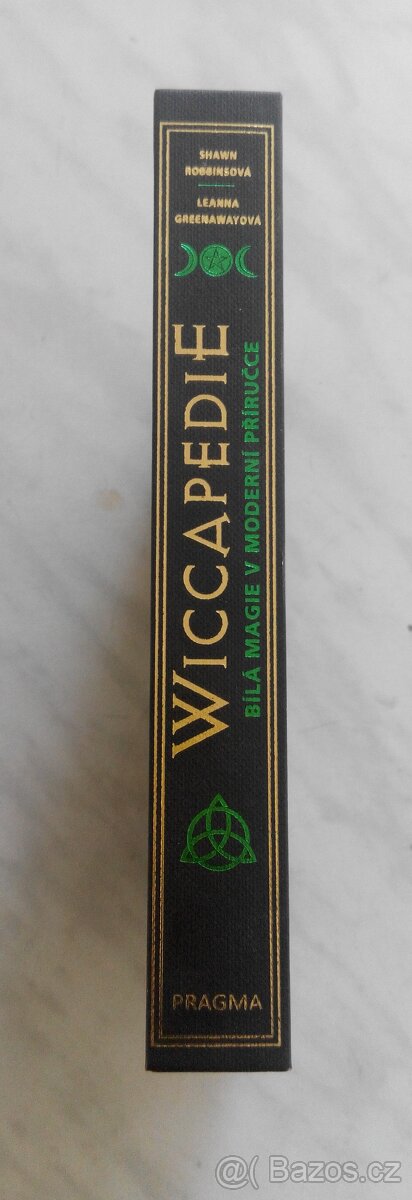 SHAWN
ROBBINSOVÁ
LEANNA
GREENAWAYOVÁ
WICCAPEDIE
BÍLÁ MAGIE V MODERNÍ PŘÍRUČCE
PRAGMA
@( Bazos.cz